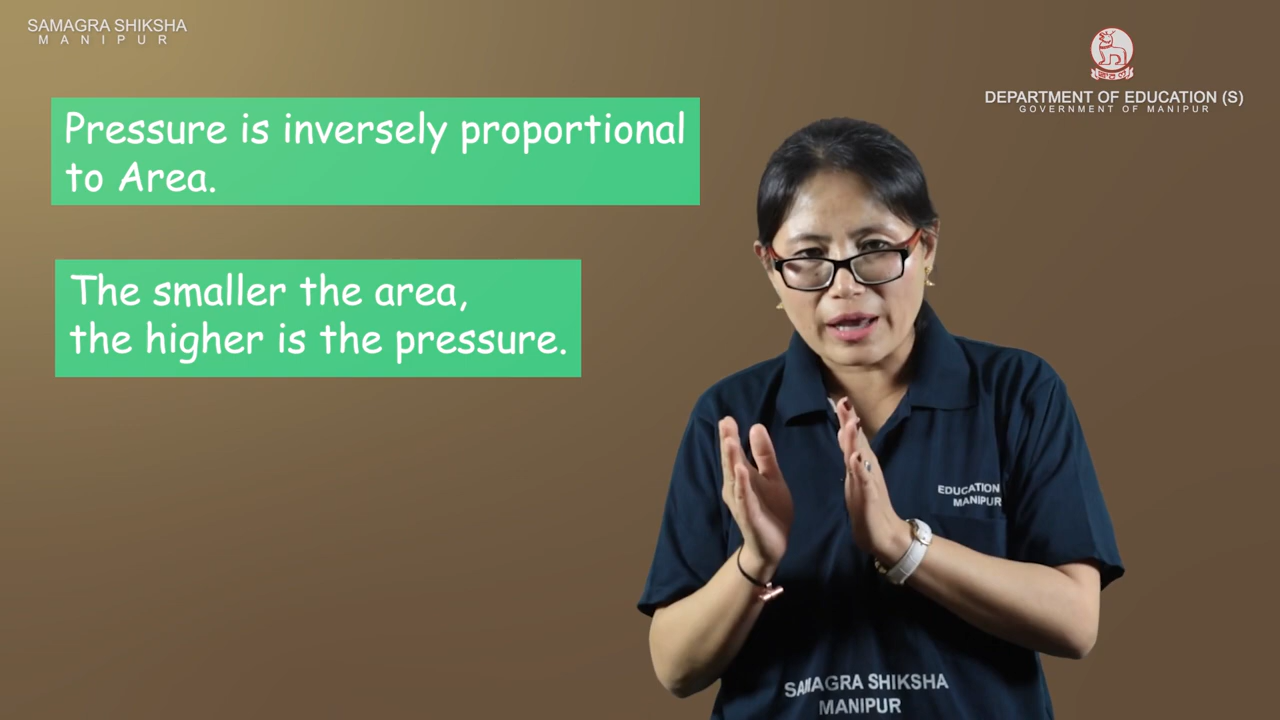 SAMAGRA SHIKSHA
MANIPUR
DEPARTMENT OF EDUCATION (S)
GOVERNMENT OF MANIPUR
Pressure is inversely proportional
to Area.
The smaller the area,
the higher is the pressure.
EDUCATION
MANIPUR
SAMAGRA SHIKSHA
MANIPUR